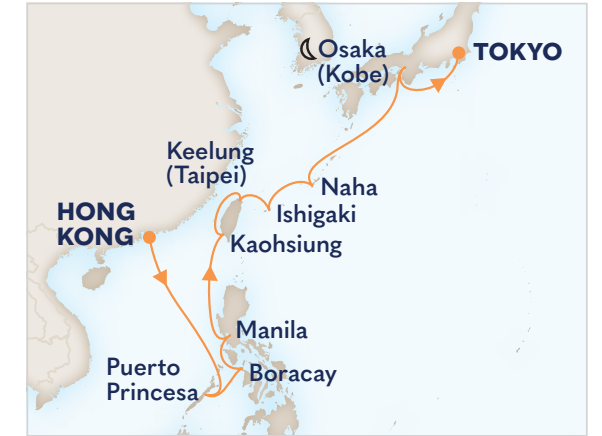 Osaka
(Kobe)
TOKYO
Keelung
(Taipei)
Naha
Ishigaki
HONG
KONG
Kaohsiung
Manila
Puerto
Princesa
Boracay